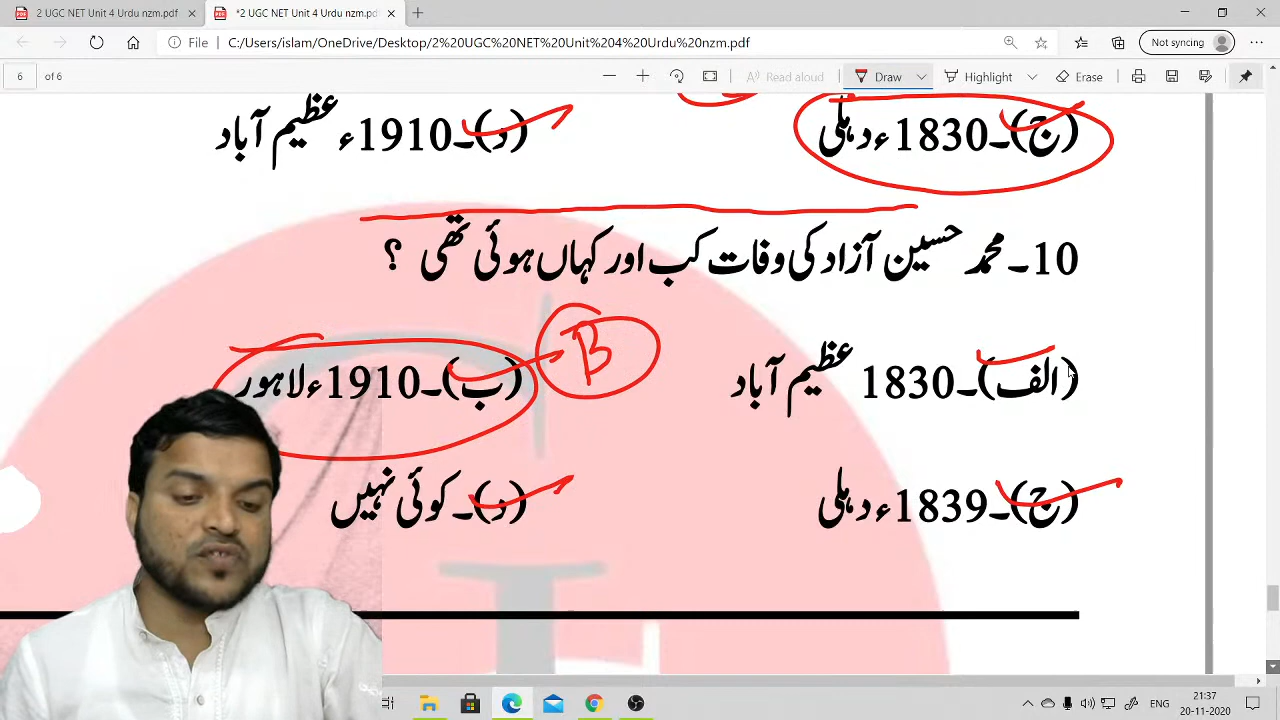 2 UGC NET Unit 4 Urdu nzm.pdf
*2 UGC NET Unit 4 Urdu nzm.pdf
File
C:/Users/islam/OneDrive/Desktop/2%20UGC%20NET%20Unit%204%20Urdu%20nzm.pdf
Not syncing
6 of 6
Read aloud
Draw
Highlight
Erase
(ج)۔1830ء دہلی (د)۔1910ء عظیم آباد
10۔محمد حسین آزاد کی وفات کب اور کہاں ہوئی تھی ؟
(الف)۔1830 عظیم آباد (ب)۔1910ء لاہور
B
(ج)۔1839ء دہلی (د)۔کوئی نہیں
ENG
21:37
20-11-2020